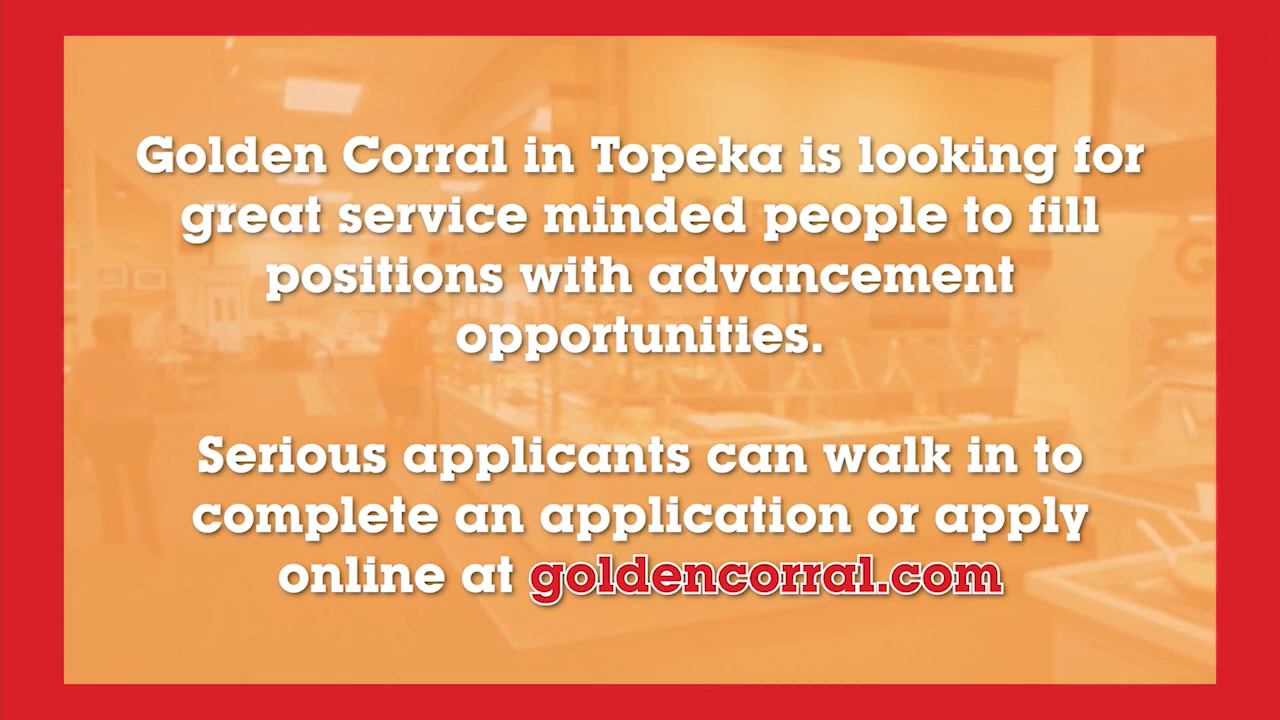 Golden Corral in Topeka is looking for
great service minded people to fill
positions with advancement
opportunities.
Serious applicants can walk in to
complete an application or apply
online at goldencorral.com